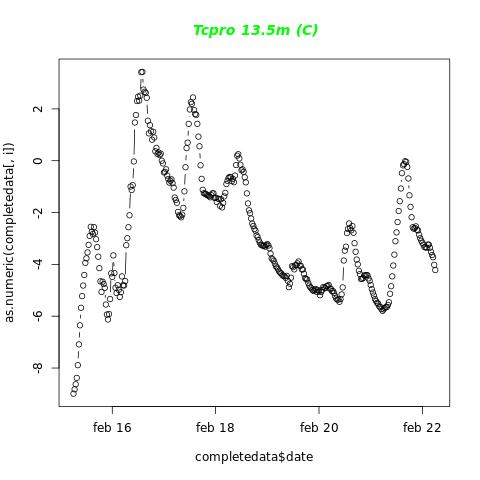 Tcpro 13.5m (C)
as.numeric(completedata[, i])
2
0
-2
-4
-6
-8
feb 16
feb 18
feb 20
feb 22
completedata$date